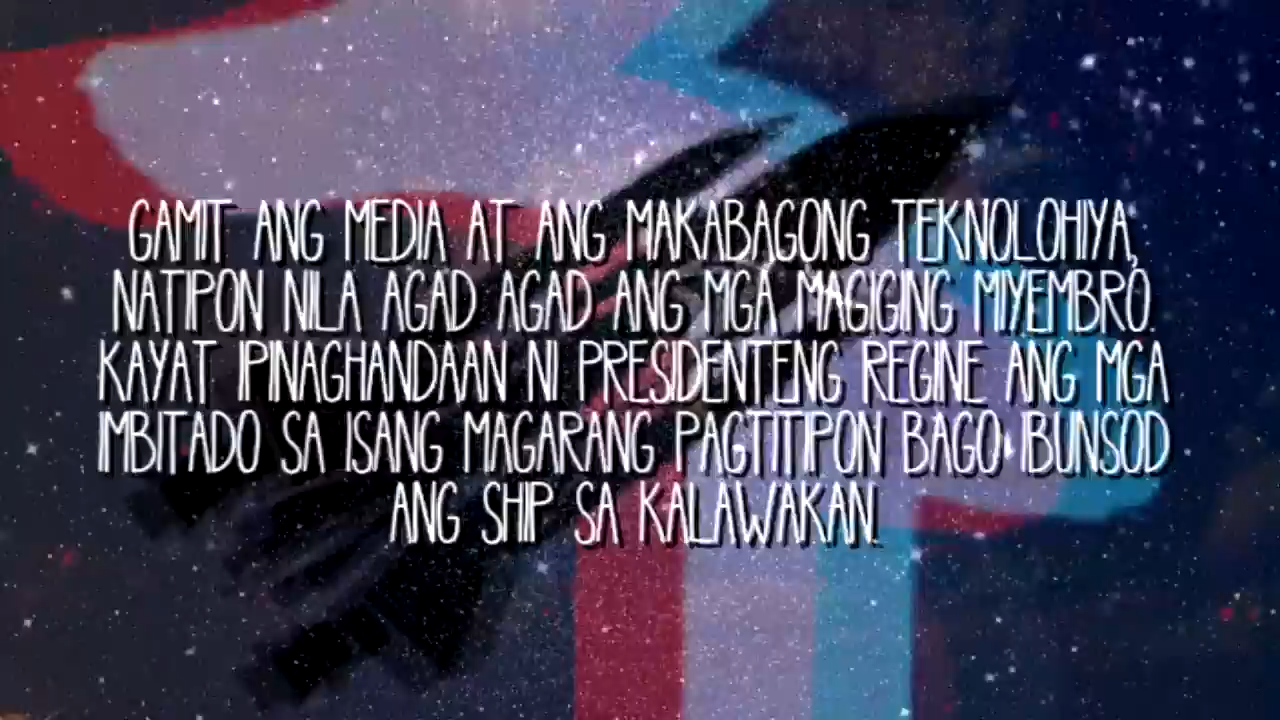 GAMIT ANG MEDIA AT ANG MAKABAGONG TEKNOLOHIYA,
NATIPON NILA AGAD AGAD ANG MGA MAGIGING MIYEMBRO.
KAYAT IPINAGHANDAAN NI PRESIDENTENG REGINE ANG MGA
IMBITADO SA ISANG MAGARANG PAGTITIPON BAGO IBUNSOD
ANG SHIP SA KALAWAKAN.